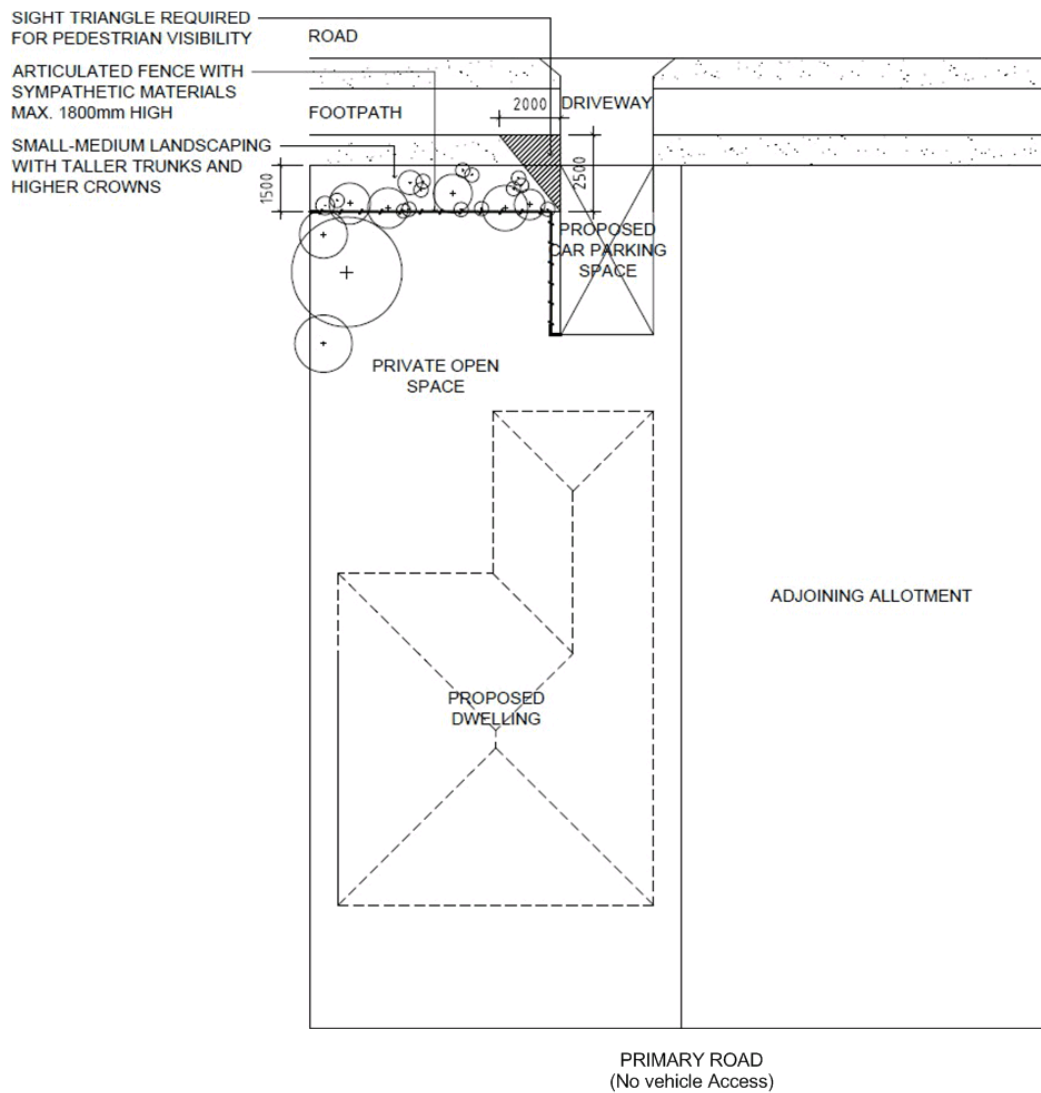 SIGHT TRIANGLE REQUIRED
FOR PEDESTRIAN VISIBILITY
ROAD
ARTICULATED FENCE WITH
SYMPATHETIC MATERIALS
MAX. 1800mm HIGH
2000
DRIVEWAY
FOOTPATH
SMALL-MEDIUM LANDSCAPING
WITH TALLER TRUNKS AND
HIGHER CROWNS
1500
2500
PROPOSED
CAR PARKING
SPACE
PRIVATE OPEN
SPACE
ADJOINING ALLOTMENT
PROPOSED
DWELLING
PRIMARY ROAD
(No vehicle Access)